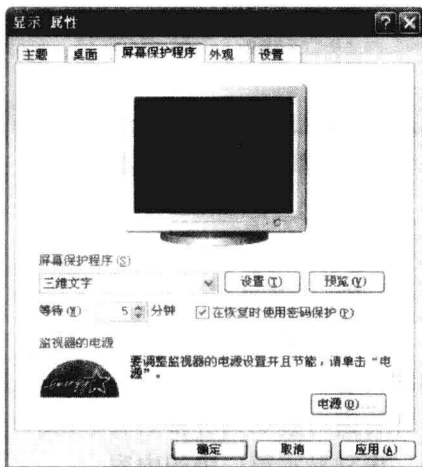 显示 属性
主题 桌面 屏幕保护程序 外观 设置
屏幕保护程序(S)
三维文字 设置(T) 预览(V)
等待(W) 5 分钟 在恢复时使用密码保护(P)
监视器的电源
要调整监视器的电源设置并且节能，请单击“电
源”。
电源(O)...
确定 取消 应用(A)